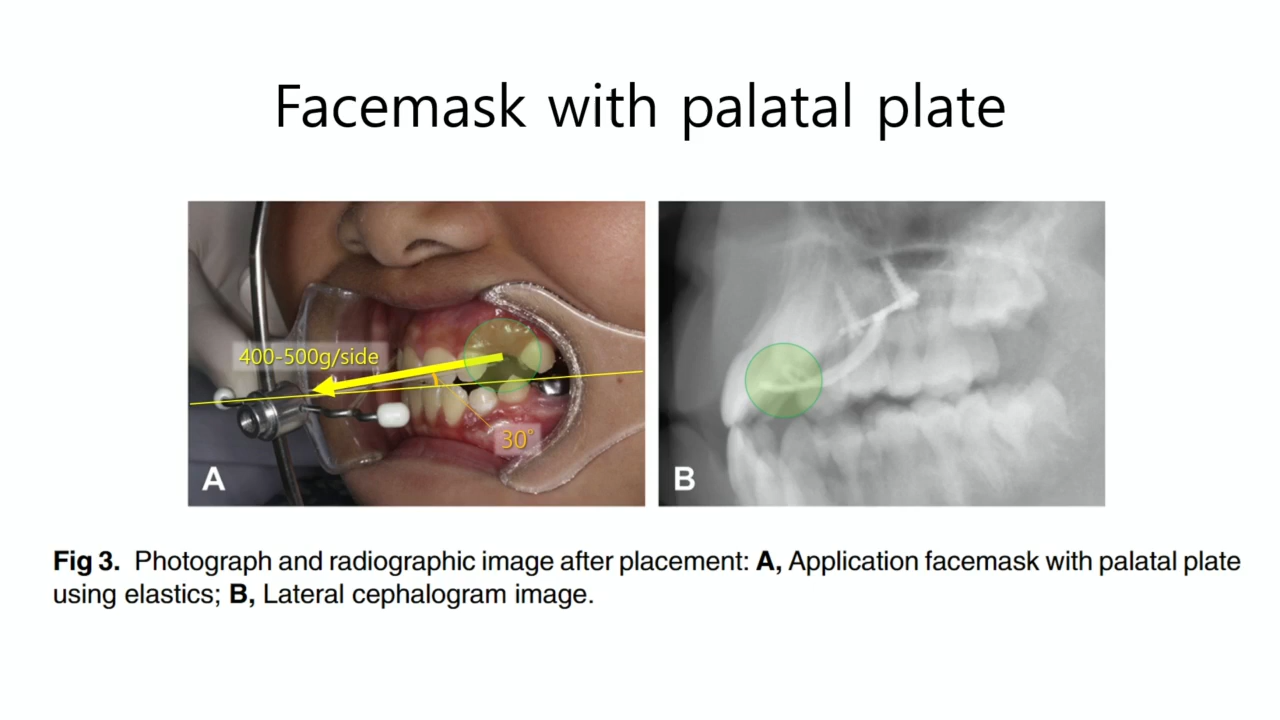 Facemask with palatal plate
400-500g/side
30°
A
B
Fig 3. Photograph and radiographic image after placement: A, Application facemask with palatal plate
using elastics; B, Lateral cephalogram image.